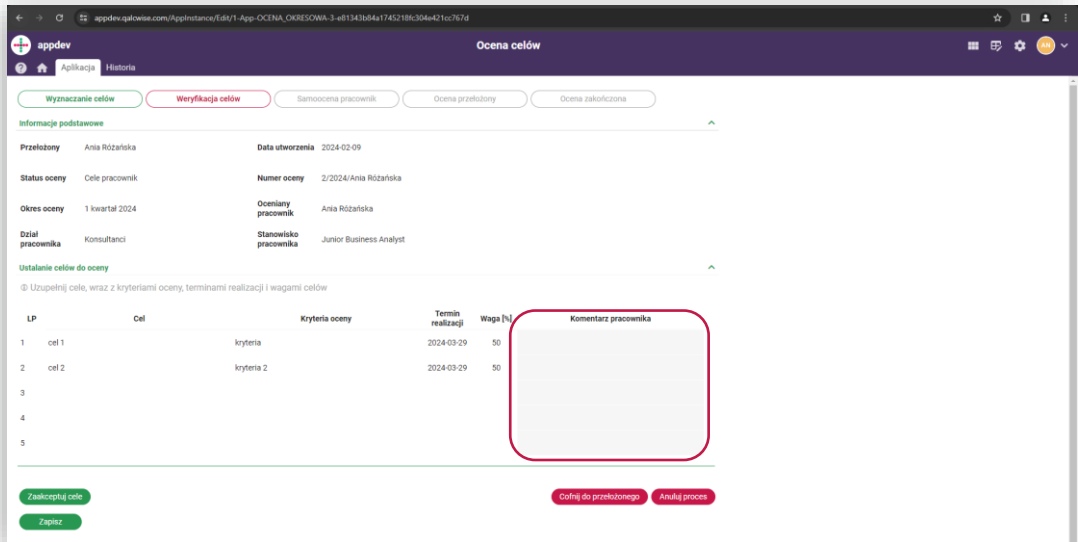 appdev.qalcwise.com/AppInstance/Edit/1-App-OCENA_OKRESOWA-3-e81343b84a1745218fc304e421cc767d
appdev
Ocena celów
AN
Aplikacja Historia
Wyznaczanie celów Weryfikacja celów Samoocena pracownik Ocena przełożony Ocena zakończona
Informacje podstawowe
Przełożony Ania Różańska Data utworzenia 2024-02-09
Status oceny Cele pracownik Numer oceny 2/2024/Ania Różańska
Okres oceny 1 kwartał 2024 Oceniany pracownik Ania Różańska
Dział pracownika Konsultanci Stanowisko pracownika Junior Business Analyst
Ustalanie celów do oceny
Uzupełnij cele, wraz z kryteriami oceny, terminami realizacji i wagami celów
LP Cel Kryteria oceny Termin realizacji Waga [%] Komentarz pracownika
1 cel 1 kryteria 2024-03-29 50
2 cel 2 kryteria 2 2024-03-29 50
3
4
5
Zaakceptuj cele Cofnij do przełożonego Anuluj proces
Zapisz